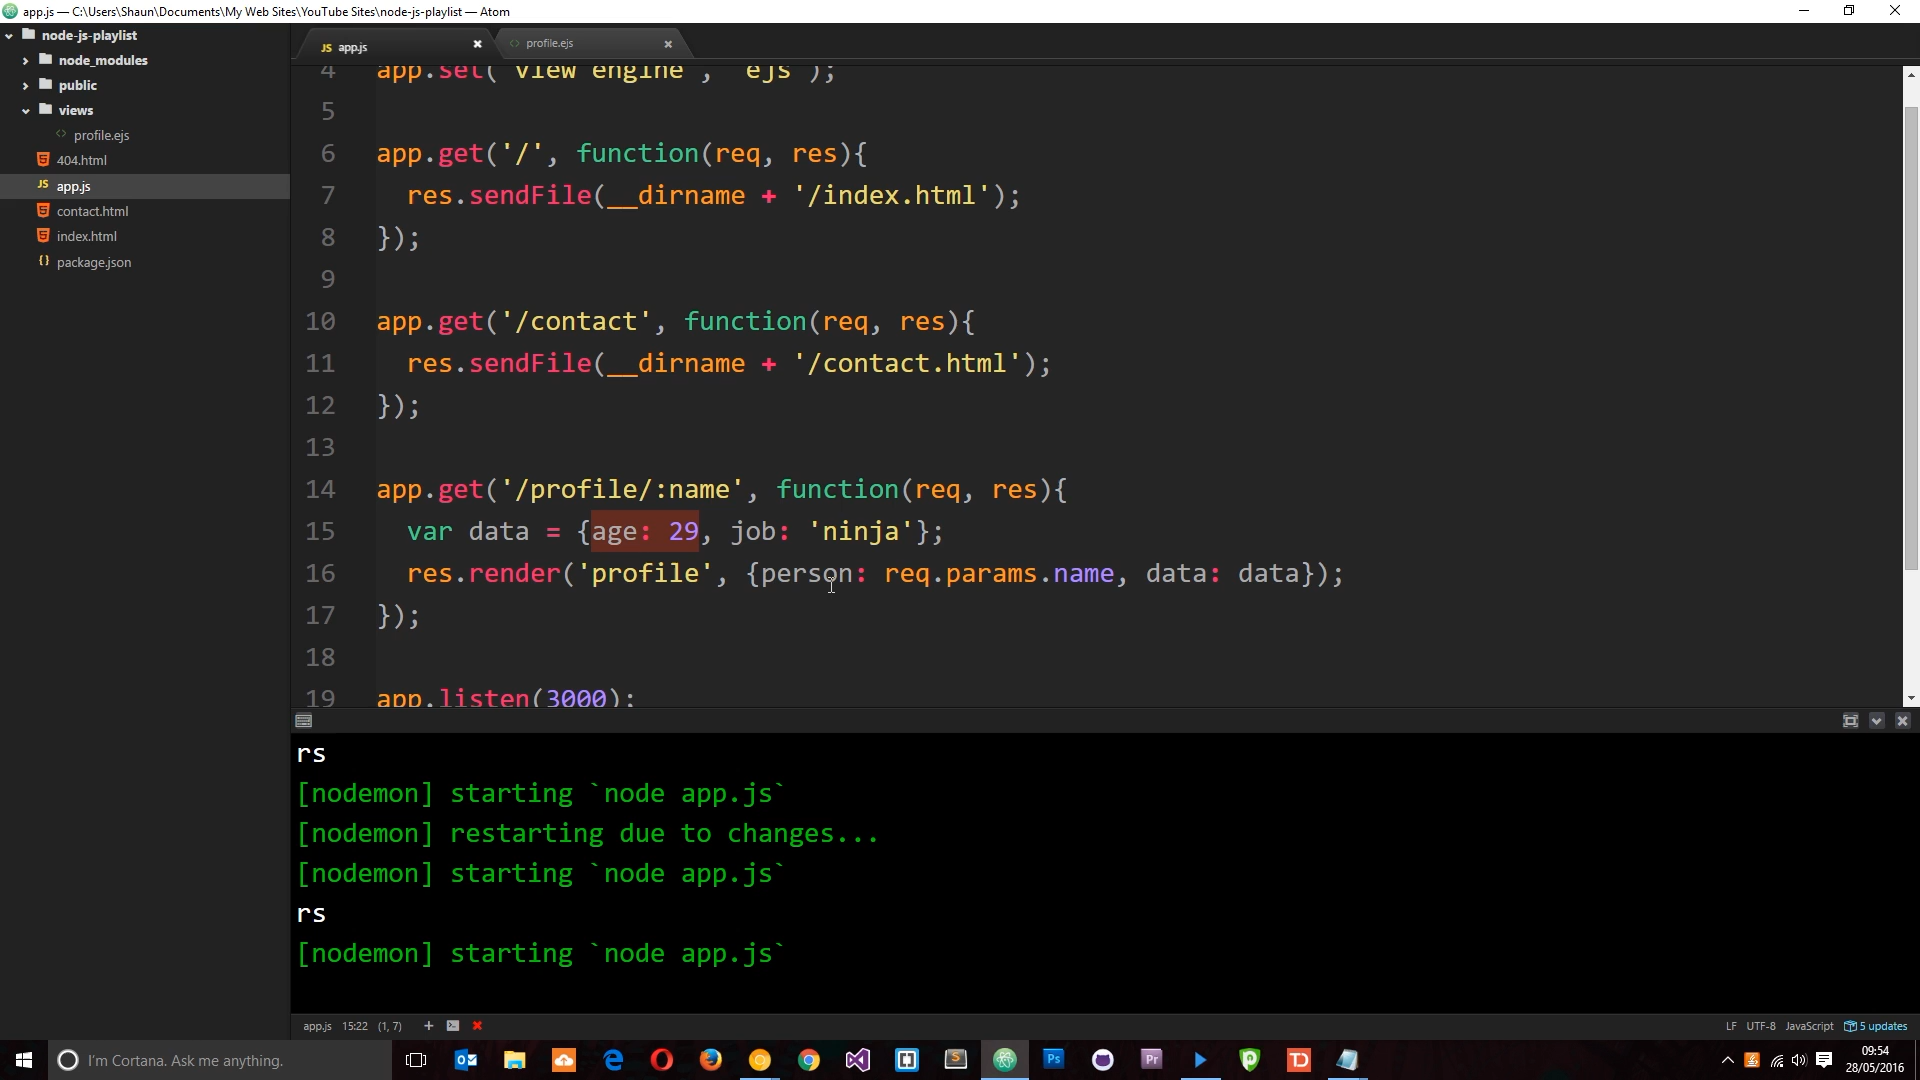 app.js — C:\Users\Shaun\Documents\My Web Sites\YouTube Sites\node-js-playlist — Atom
node-js-playlist
node_modules
public
views
profile.ejs
404.html
JS app.js
contact.html
index.html
package.json
JS app.js
profile.ejs
4 app.set('view engine', 'ejs');
5
6 app.get('/', function(req, res){
7 res.sendFile(__dirname + '/index.html');
8 });
9
10 app.get('/contact', function(req, res){
11 res.sendFile(__dirname + '/contact.html');
12 });
13
14 app.get('/profile/:name', function(req, res){
15 var data = {age: 29, job: 'ninja'};
16 res.render('profile', {person: req.params.name, data: data});
17 });
18
19 app.listen(3000);
rs
[nodemon] starting `node app.js`
[nodemon] restarting due to changes...
[nodemon] starting `node app.js`
rs
[nodemon] starting `node app.js`
app.js 15:22 (1, 7)
LF UTF-8 JavaScript 5 updates
I'm Cortana. Ask me anything.
Ps
Pr
TD
09:54
28/05/2016